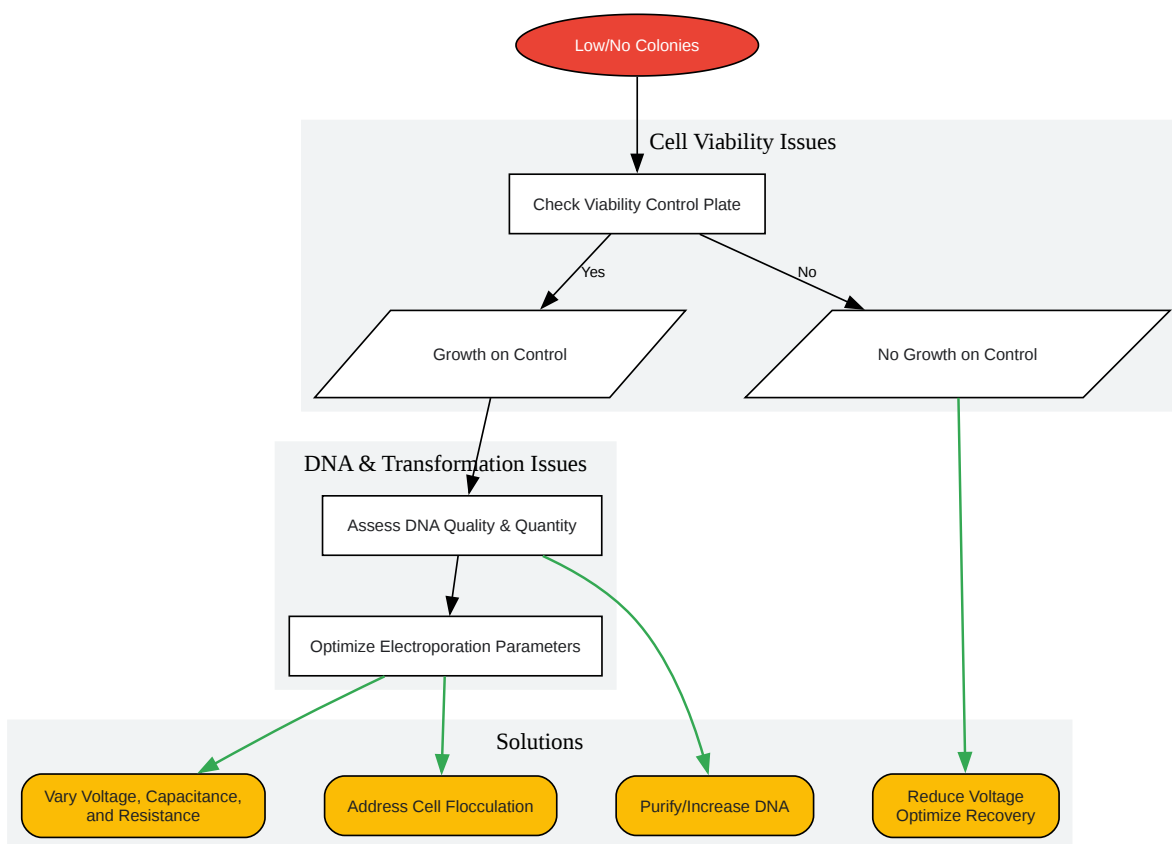 Low/No Colonies
Cell Viability Issues
Check Viability Control Plate
Yes
No
Growth on Control
No Growth on Control
DNA & Transformation Issues
Assess DNA Quality & Quantity
Optimize Electroporation Parameters
Solutions
Vary Voltage, Capacitance,
and Resistance
Address Cell Flocculation
Purify/Increase DNA
Reduce Voltage
Optimize Recovery